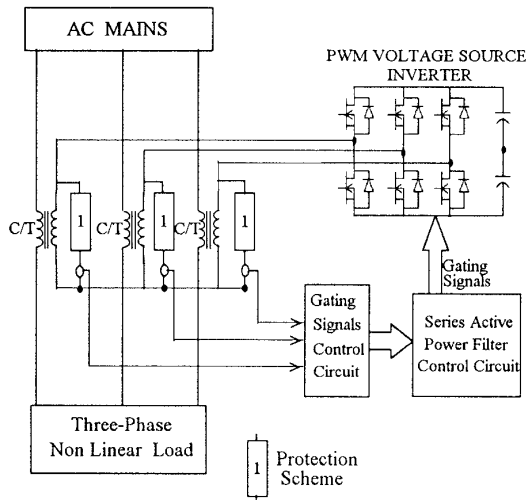 AC MAINS
PWM VOLTAGE SOURCE
INVERTER
C/T
1
C/T
1
C/T
1
Gating
Signals
Gating
Signals
Control
Circuit
Series Active
Power Filter
Control Circuit
Three-Phase
Non Linear Load
1
Protection
Scheme